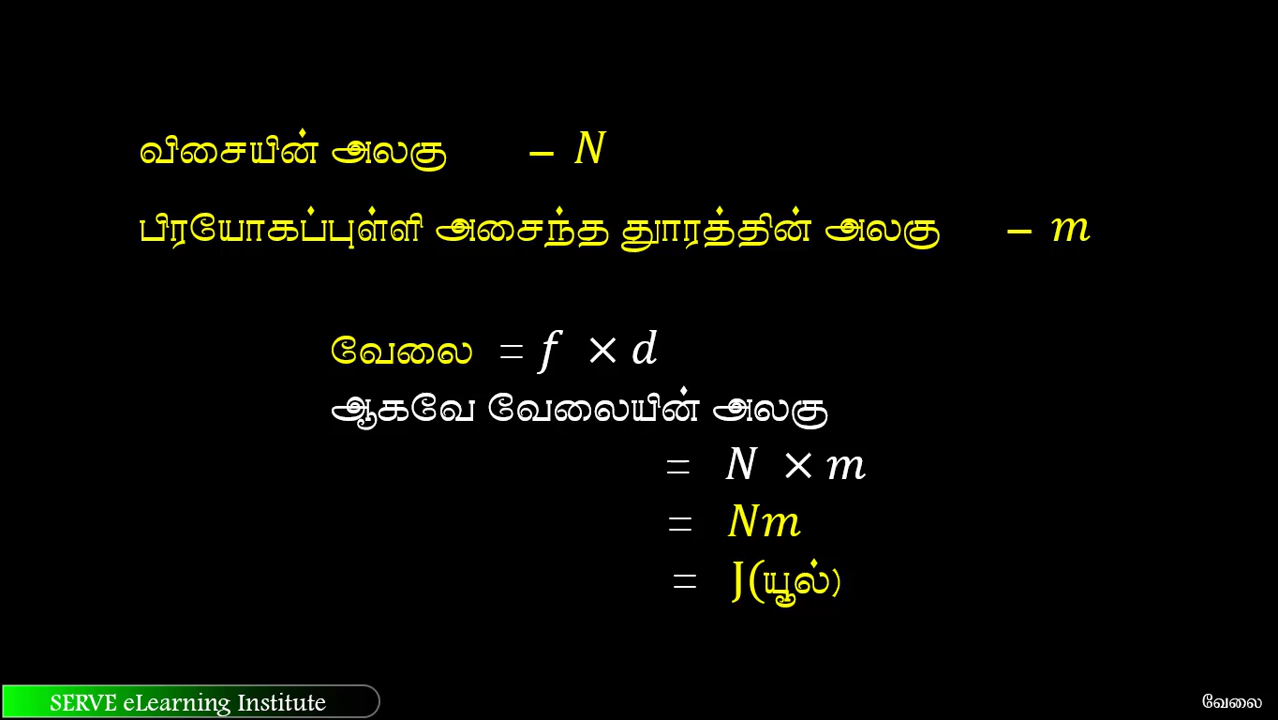 விசையின் அலகு – N
பிரயோகப்புள்ளி அசைந்த தூரத்தின் அலகு – m
வேலை = f × d
ஆகவே வேலையின் அலகு
= N × m
= Nm
= J(யூல்)
SERVE eLearning Institute
வேலை